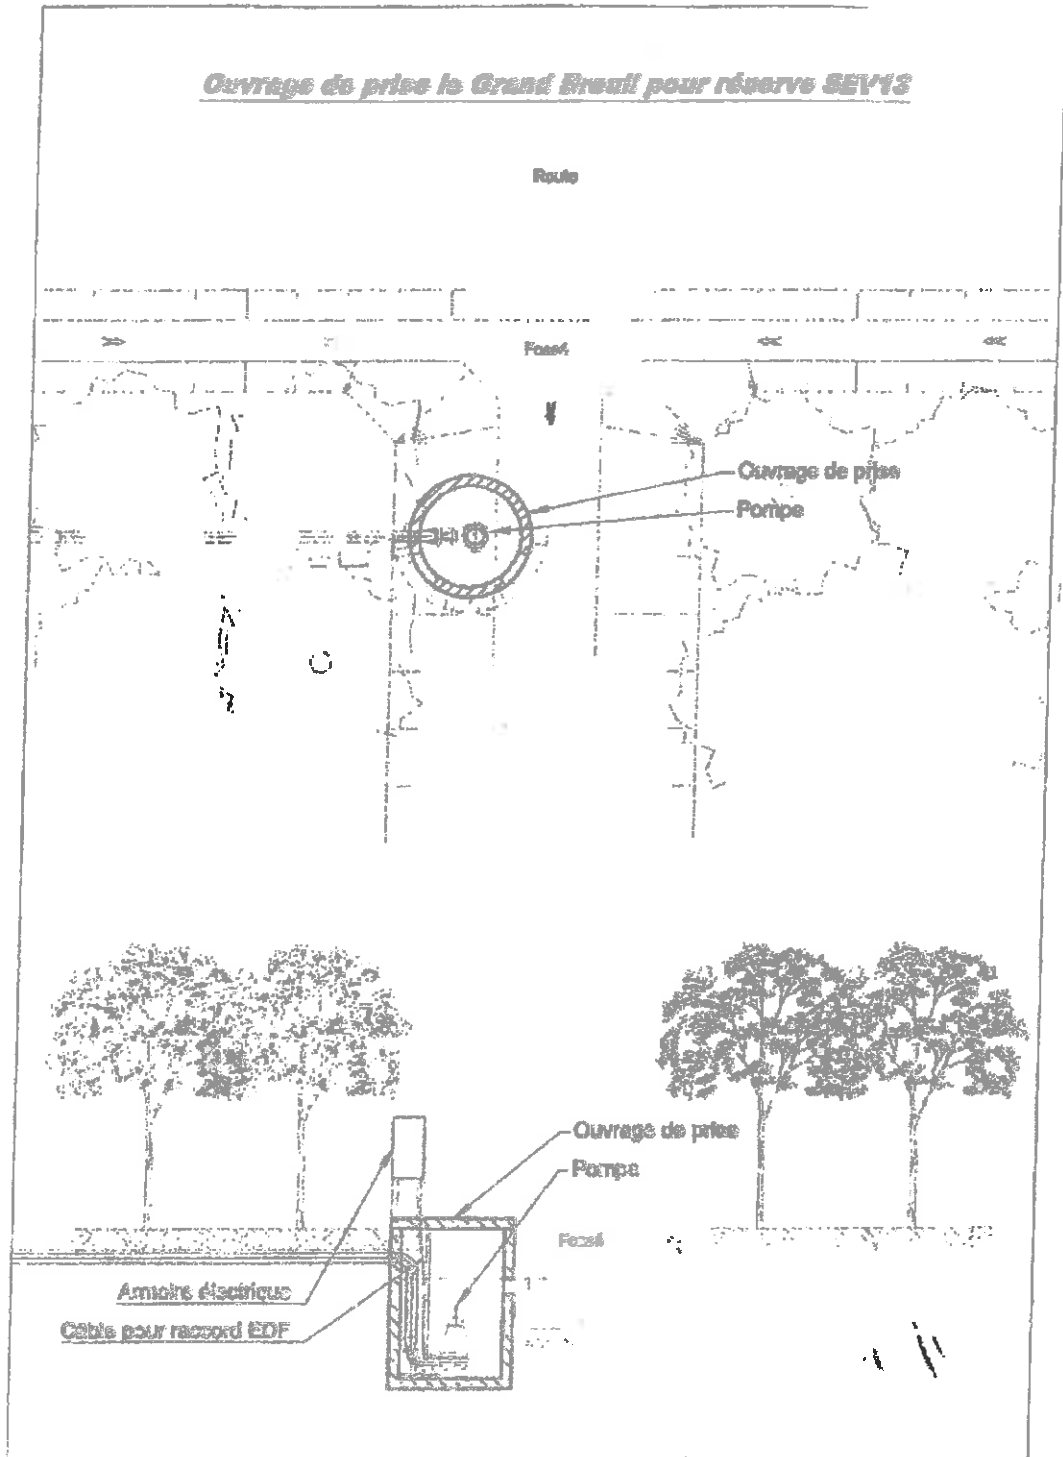 Ouvrage de prise le Grand Breuil pour réserve SEV13
Route
Fossé
Ouvrage de prise
Pompe
Ouvrage de prise
Pompe
Fossé
Armoire électrique
Câble pour raccord EDF